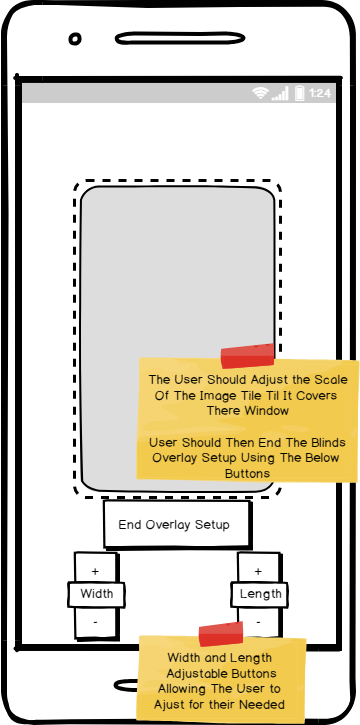 1:24
The User Should Adjust the Scale
Of The Image Tile Til It Covers
There Window
User Should Then End The Blinds
Overlay Setup Using The Below
Buttons
End Overlay Setup
+
+
Width
Length
-
-
Width and Length
Adjustable Buttons
Allowing The User to
Ajust for their Needed